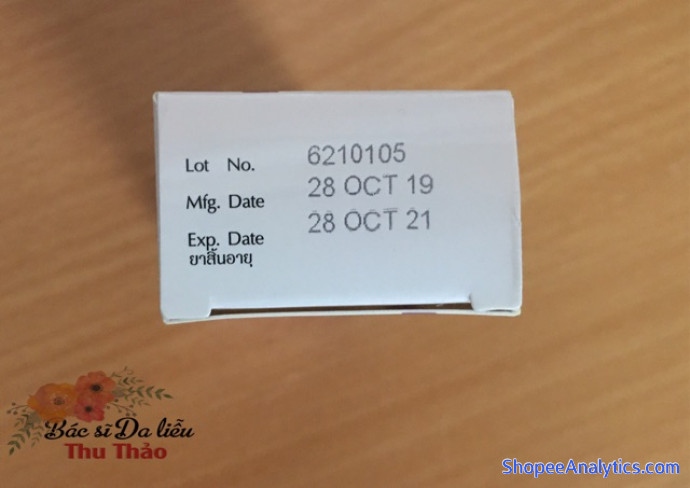 Lot No. 6210105
Mfg. Date 28 OCT 19
Exp. Date 28 OCT 21
ยาสิ้นอายุ
Bác sĩ Da liễu
Thu Thảo
ShopeeAnalytics.com